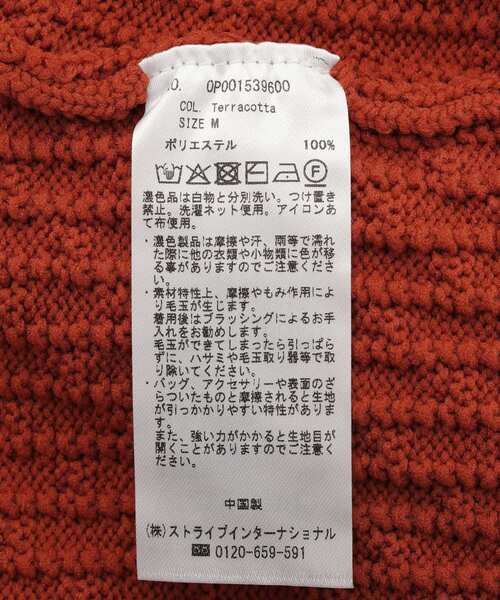 NO. OP001539600
COL. Terracotta
SIZE M
ポリエステル 100%
濃色品は白物と分別洗い。つけ置き
禁止。洗濯ネット使用。アイロンあ
て布使用。
・濃色製品は摩擦や汗、雨等で濡れ
た際に他の衣類や小物類に色が移
る事がありますのでご注意くださ
い。
・素材特性上、摩擦やもみ作用によ
り毛玉が生じます。
着用後はブラッシングによるお手
入れをお勧めします。
毛玉ができてしまったら引っぱら
ずに、ハサミや毛玉取り器等で取
り除いてください。
・バッグ、アクセサリーや表面のざ
らついたものと摩擦されると生地
が引っかかりやすい特性がありま
す。
また、強い力がかかると生地目が
開くことがありますのでご注意く
ださい。
中国製
(株)ストライプインターナショナル
0120-659-591